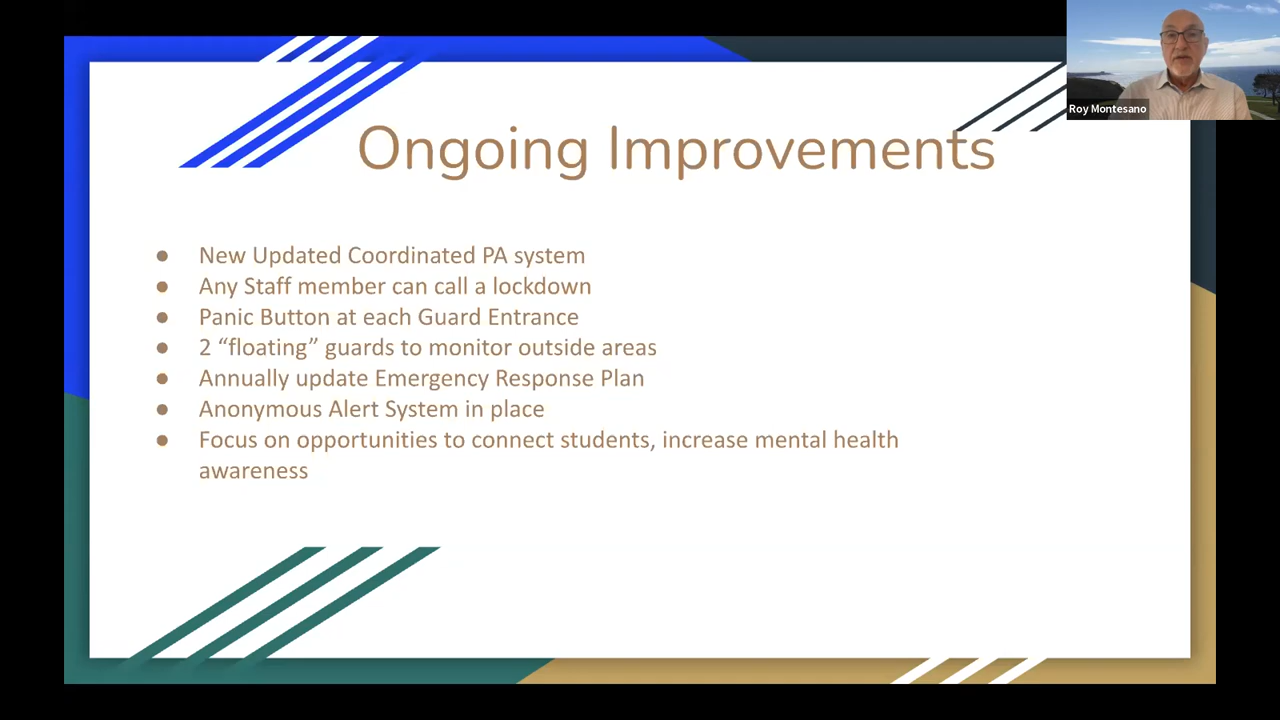 Roy Montesano
Ongoing Improvements
● New Updated Coordinated PA system
● Any Staff member can call a lockdown
● Panic Button at each Guard Entrance
● 2 “floating” guards to monitor outside areas
● Annually update Emergency Response Plan
● Anonymous Alert System in place
● Focus on opportunities to connect students, increase mental health
awareness